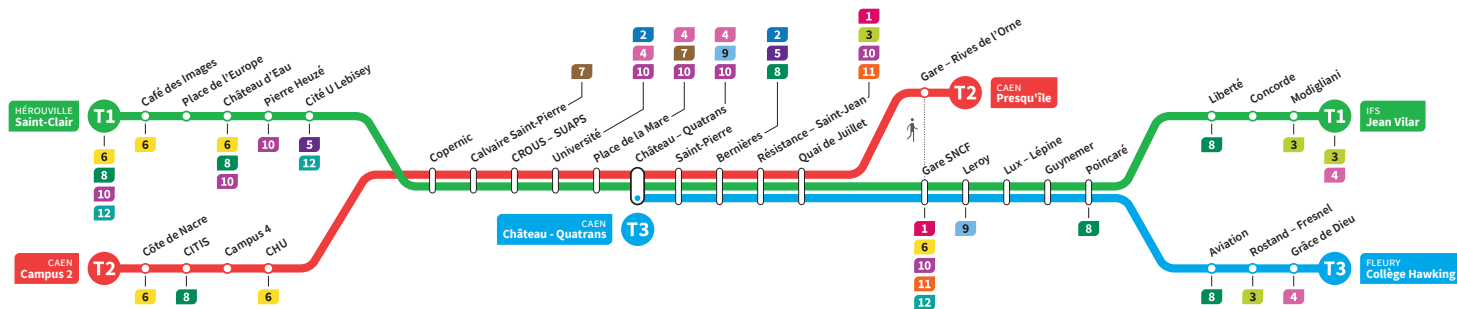 HÉROUVILLE
Saint-Clair
T1
6
8
10
12
Café des Images
6
Place de l'Europe
Château d'Eau
6
8
10
Pierre Heuzé
10
Cité U Lebisey
5
12
CAEN
Campus 2
T2
Côte de Nacre
6
CITIS
8
Campus 4
CHU
6
Copernic
Calvaire Saint-Pierre
7
CROUS – SUAPS
Université
2
4
10
Place de la Mare
4
7
10
Château – Quatrans
4
9
10
CAEN
Château - Quatrans
T3
Saint-Pierre
Bernières
2
5
8
Résistance – Saint-Jean
1
3
10
11
Quai de Juillet
Gare – Rives de l'Orne
T2
CAEN
Presqu'île
Gare SNCF
1
6
10
11
12
Leroy
9
Lux – Lépine
Guynemer
Poincaré
8
Liberté
8
Concorde
Modigliani
3
T1
3
4
IFS
Jean Vilar
Aviation
8
Rostand – Fresnel
3
Grâce de Dieu
4
T3
FLEURY
Collège Hawking